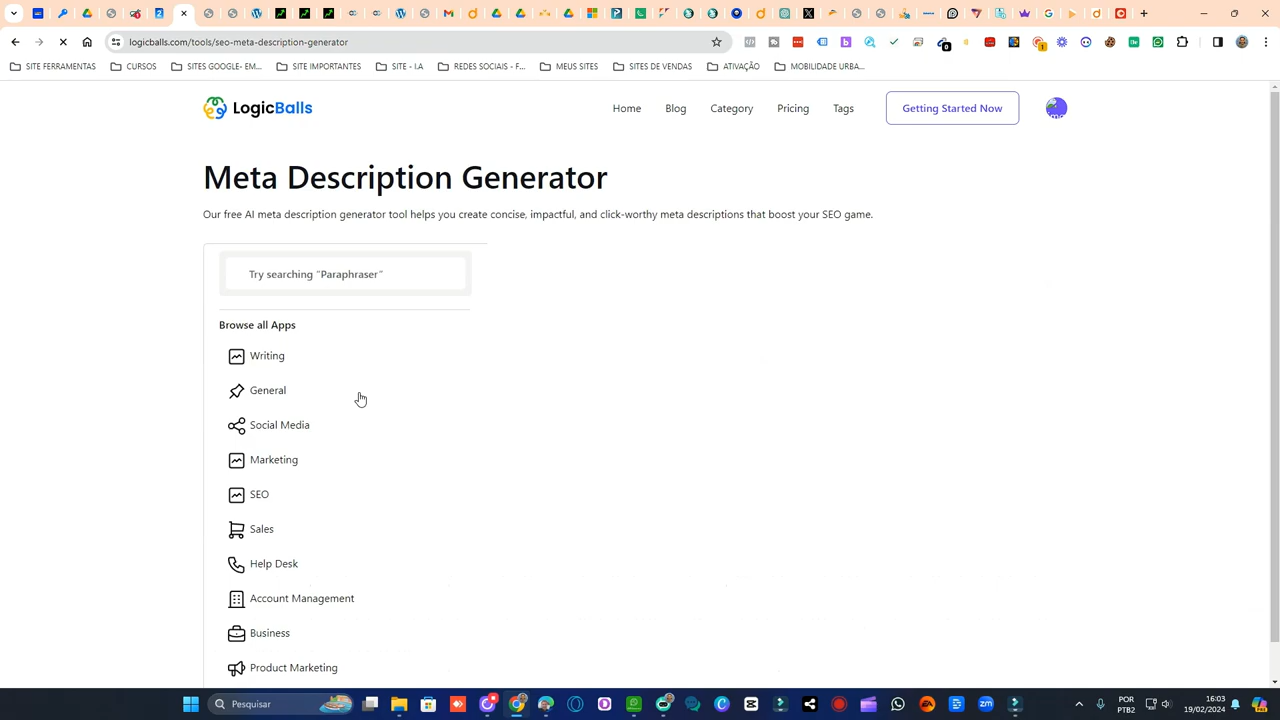 logicballs.com/tools/seo-meta-description-generator
SITE FERRAMENTAS CURSOS SITES GOOGLE- EM... SITE IMPORTANTES SITE - I.A REDES SOCIAIS - F... MEUS SITES SITES DE VENDAS ATIVAÇÃO MOBILIDADE URBA...
LogicBalls Home Blog Category Pricing Tags Getting Started Now
Meta Description Generator
Our free AI meta description generator tool helps you create concise, impactful, and click-worthy meta descriptions that boost your SEO game.
Try searching "Paraphraser"
Browse all Apps
Writing
General
Social Media
Marketing
SEO
Sales
Help Desk
Account Management
Business
Product Marketing
Pesquisar
POR
PTB2
16:03
19/02/2024